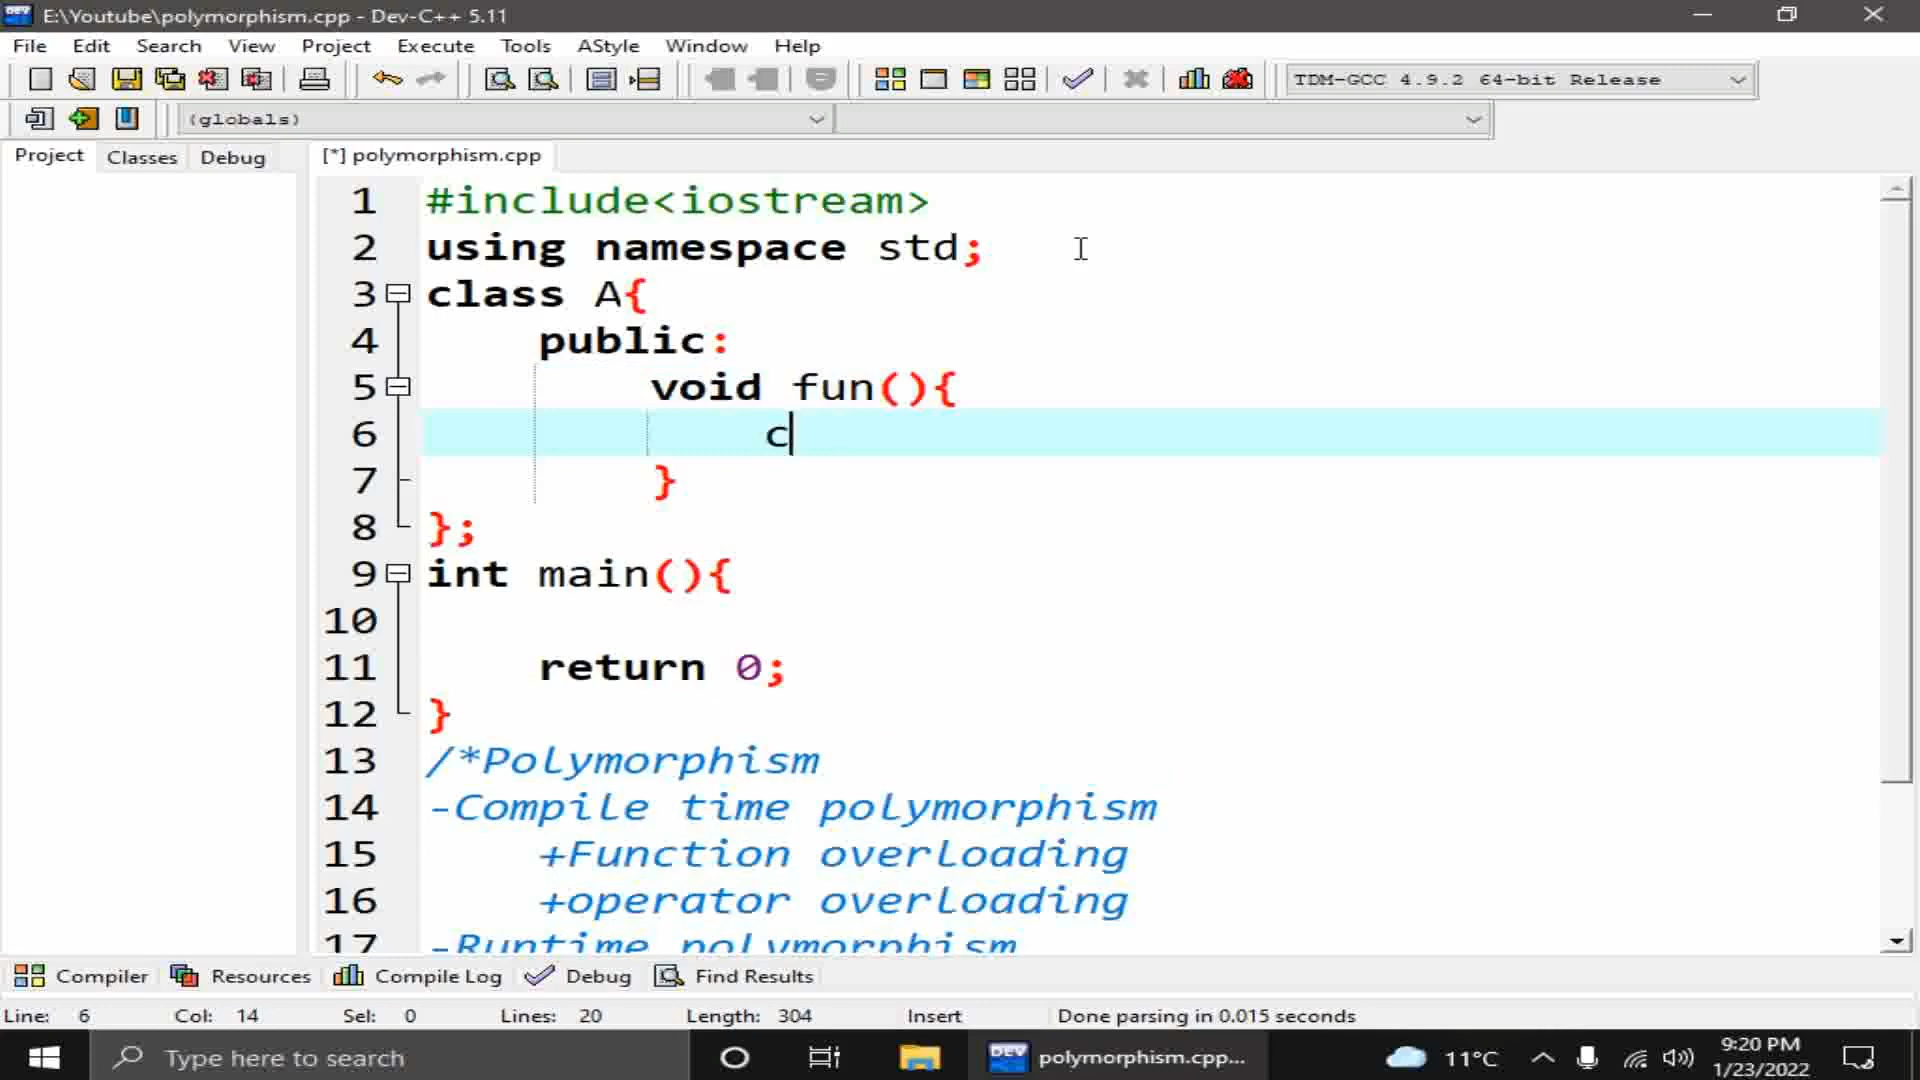 E:\Youtube\polymorphism.cpp - Dev-C++ 5.11
File Edit Search View Project Execute Tools AStyle Window Help
TDM-GCC 4.9.2 64-bit Release
(globals)
Project Classes Debug
[*] polymorphism.cpp
1 #include<iostream>
2 using namespace std;
3 class A{
4 public:
5 void fun(){
6 c
7 }
8 };
9 int main(){
10
11 return 0;
12 }
13 /*Polymorphism
14 -Compile time polymorphism
15 +Function overloading
16 +operator overloading
17 -Runtime polymorphism
Compiler Resources Compile Log Debug Find Results
Line: 6 Col: 14 Sel: 0 Lines: 20 Length: 304 Insert Done parsing in 0.015 seconds
Type here to search
DEV
polymorphism.cpp...
11°C
9:20 PM
1/23/2022